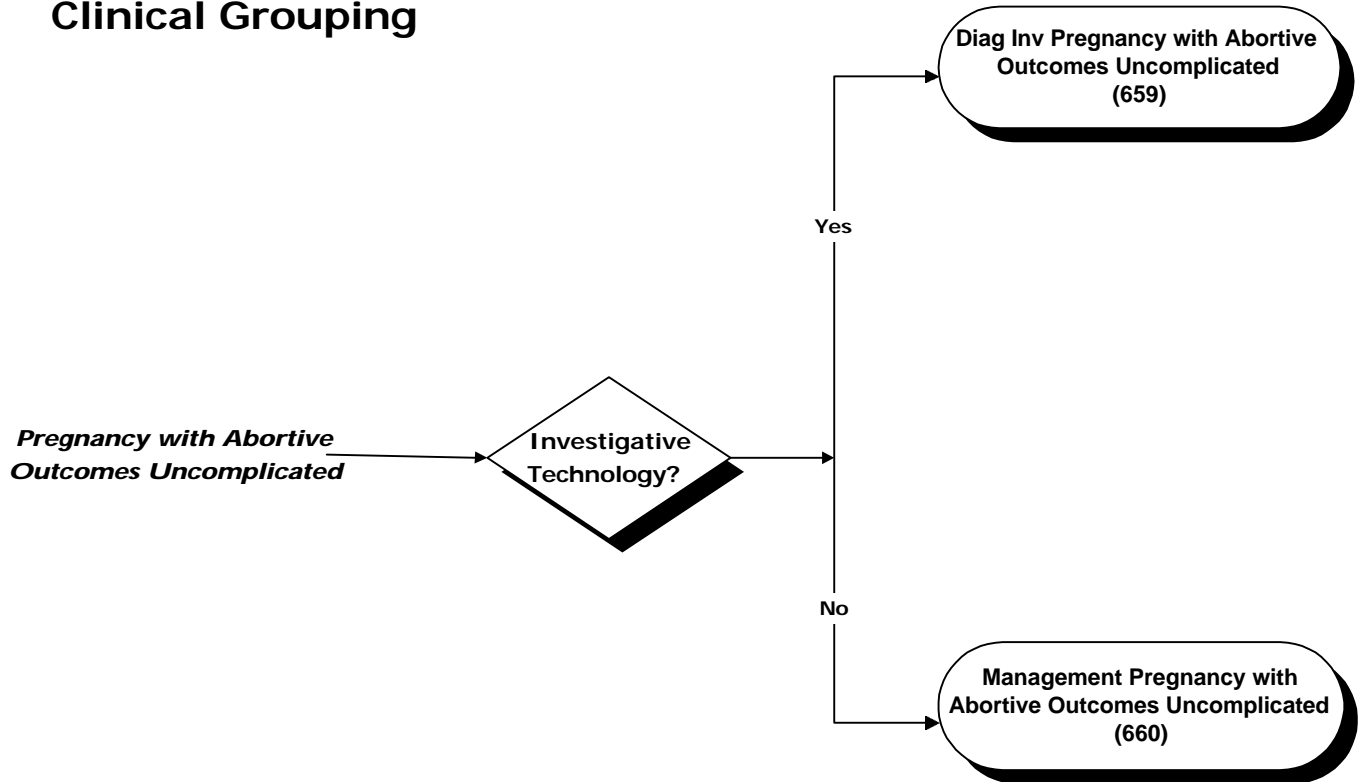 Clinical Grouping
Diag Inv Pregnancy with Abortive
Outcomes Uncomplicated
(659)
Yes
Pregnancy with Abortive
Outcomes Uncomplicated
Investigative
Technology?
No
Management Pregnancy with
Abortive Outcomes Uncomplicated
(660)